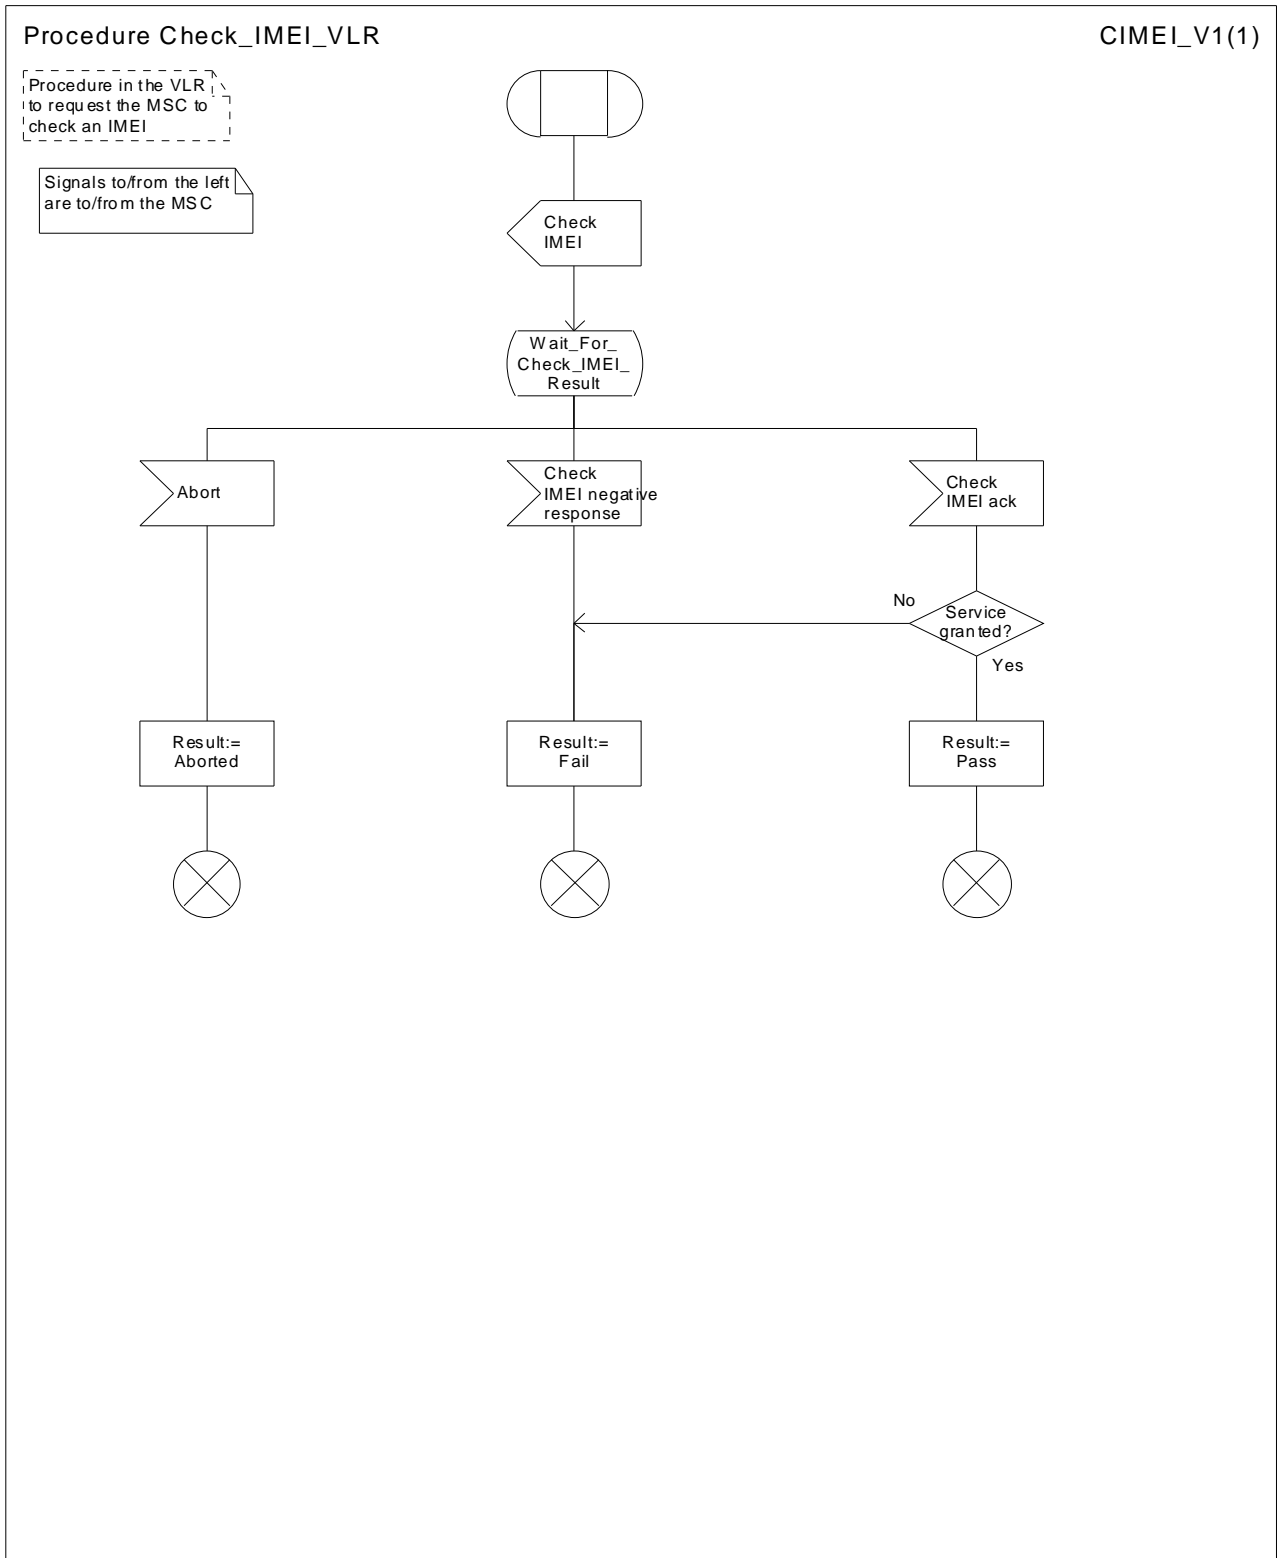 Procedure Check_IMEI_VLR
CIMEI_V1(1)
Procedure in the VLR
to request the MSC to
check an IMEI
Signals to/from the left
are to/from the MSC
Check
IMEI
Wait_For_
Check_IMEI_
Result
Abort
Check
IMEI negative
response
Check
IMEI ack
No
Service
granted?
Yes
Result:=
Aborted
Result:=
Fail
Result:=
Pass